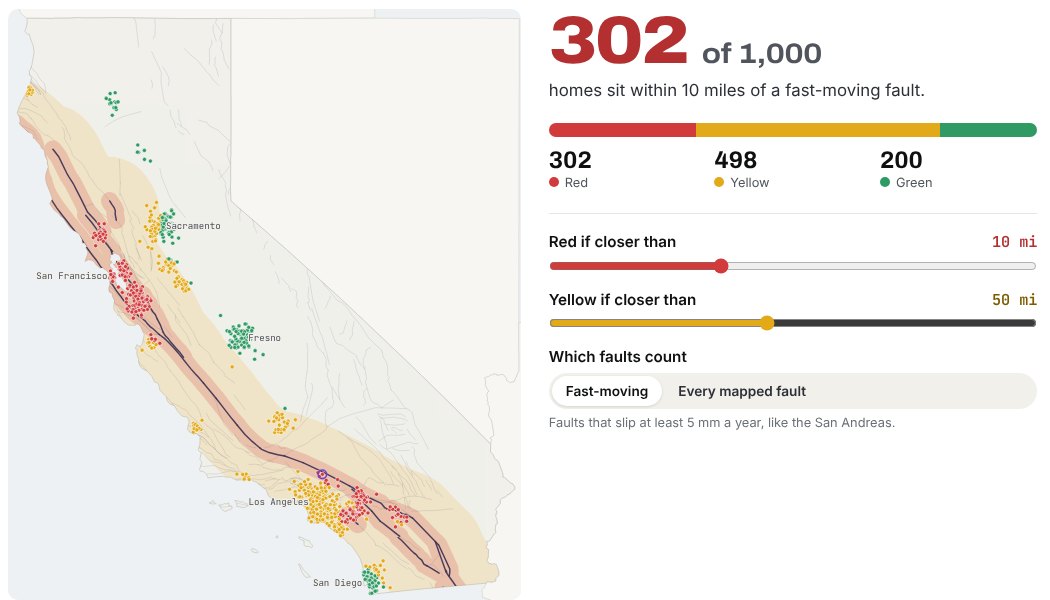 302 of 1,000
homes sit within 10 miles of a fast-moving fault.
302 498 200
Red Yellow Green
Red if closer than 10 mi
Yellow if closer than 50 mi
Which faults count
Fast-moving Every mapped fault
Faults that slip at least 5 mm a year, like the San Andreas.
Sacramento
San Francisco
Fresno
Los Angeles
San Diego